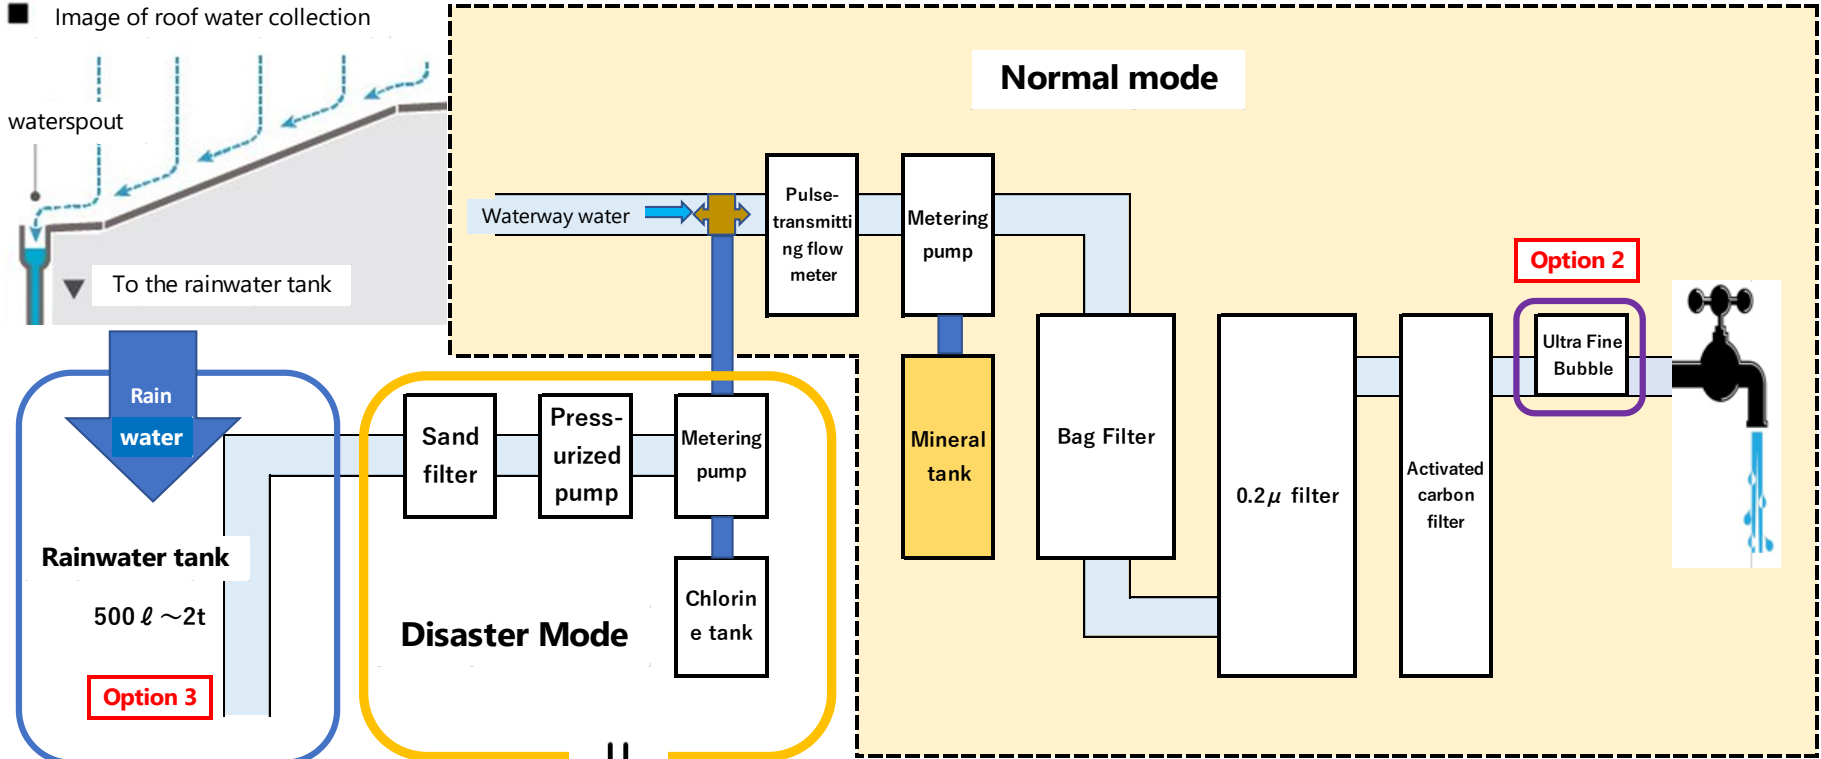 ■ Image of roof water collection
waterspout
To the rainwater tank
Rain
water
Rainwater tank
500ℓ～2t
Option 3
Sand
filter
Press-
urized
pump
Metering
pump
Chlorin
e tank
Disaster Mode
Normal mode
Waterway water
Pulse-
transmitti
ng flow
meter
Metering
pump
Mineral
tank
Bag Filter
0.2μ filter
Activated
carbon
filter
Option 2
Ultra Fine
Bubble